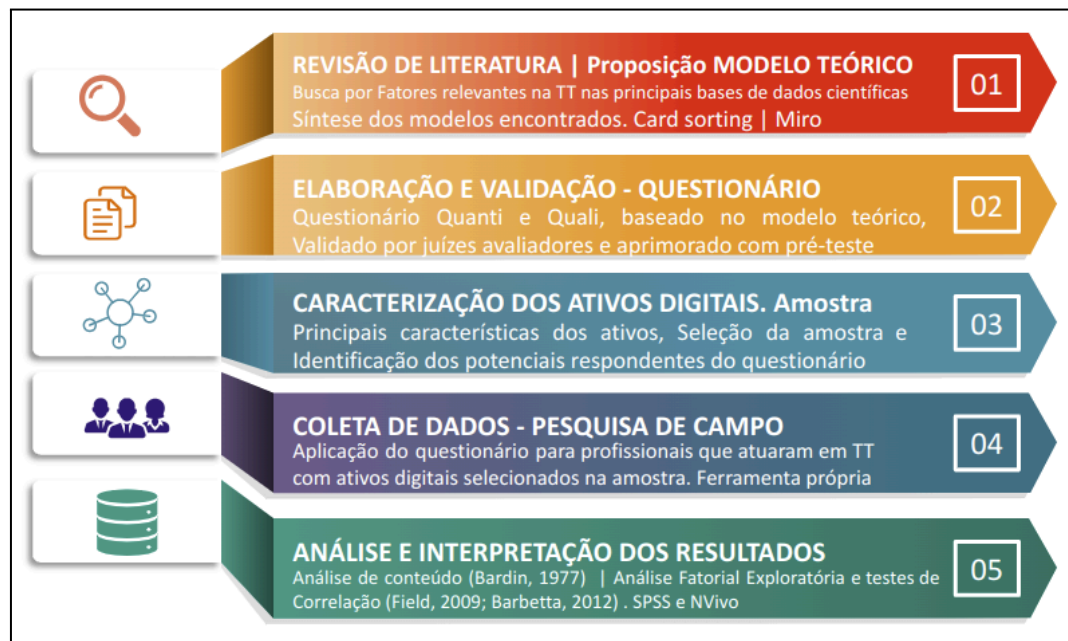 REVISÃO DE LITERATURA | Proposição MODELO TEÓRICO
Busca por Fatores relevantes na TT nas principais bases de dados científicas
Síntese dos modelos encontrados. Card sorting | Miro
01
ELABORAÇÃO E VALIDAÇÃO - QUESTIONÁRIO
Questionário Quanti e Quali, baseado no modelo teórico,
Validado por juízes avaliadores e aprimorado com pré-teste
02
CARACTERIZAÇÃO DOS ATIVOS DIGITAIS. Amostra
Principais características dos ativos, Seleção da amostra e
Identificação dos potenciais respondentes do questionário
03
COLETA DE DADOS - PESQUISA DE CAMPO
Aplicação do questionário para profissionais que atuaram em TT
com ativos digitais selecionados na amostra. Ferramenta própria
04
ANÁLISE E INTERPRETAÇÃO DOS RESULTADOS
Análise de conteúdo (Bardin, 1977) | Análise Fatorial Exploratória e testes de
Correlação (Field, 2009; Barbetta, 2012) . SPSS e NVivo
05